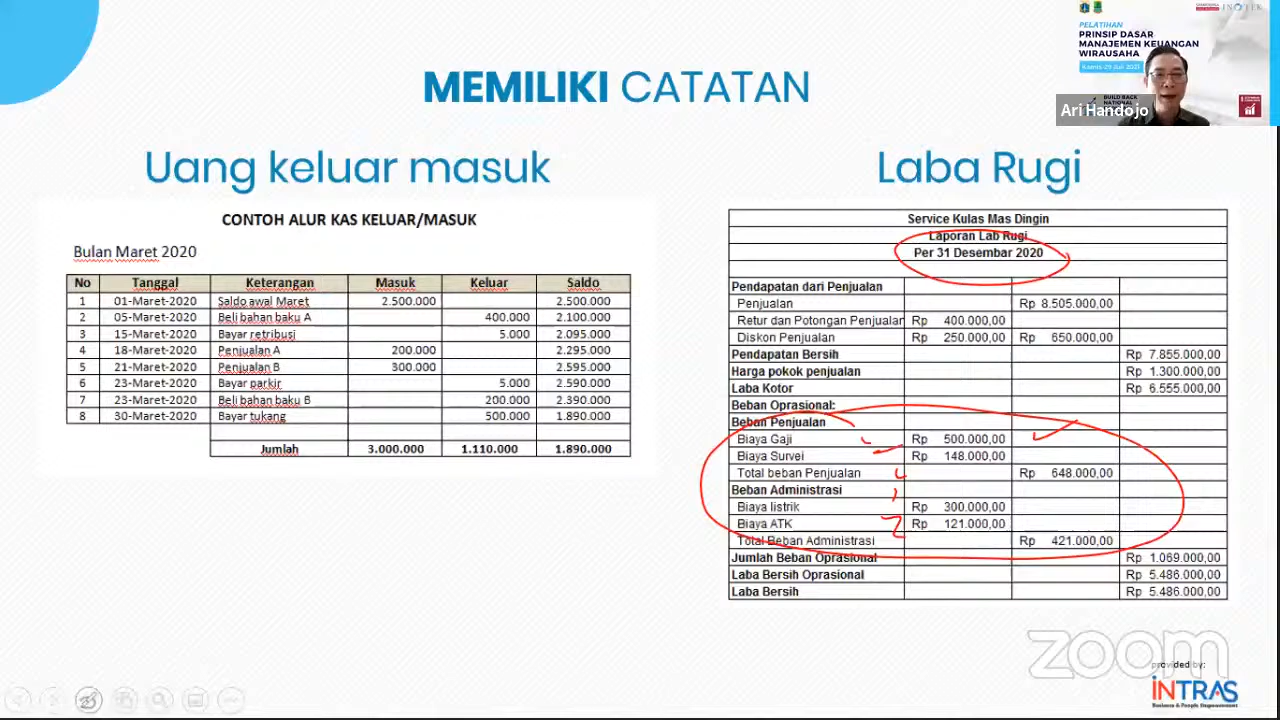 MEMILIKI CATATAN
PELATIHAN
PRINSIP DASAR
MANAJEMEN KEUANGAN
WIRAUSAHA
Kamis 29 Juli 2021
BUILD BACK
NATIONAL
Ari Handojo
Uang keluar masuk
CONTOH ALUR KAS KELUAR/MASUK
Bulan Maret 2020
No Tanggal Keterangan Masuk Keluar Saldo
1 01-Maret-2020 Saldo awal Maret 2.500.000 2.500.000
2 05-Maret-2020 Beli bahan baku A 400.000 2.100.000
3 15-Maret-2020 Bayar retribusi 5.000 2.095.000
4 18-Maret-2020 Penjualan A 200.000 2.295.000
5 21-Maret-2020 Penjualan B 300.000 2.595.000
6 23-Maret-2020 Bayar parkir 5.000 2.590.000
7 23-Maret-2020 Beli bahan baku B 200.000 2.390.000
8 30-Maret-2020 Bayar tukang 500.000 1.890.000
Jumlah 3.000.000 1.110.000 1.890.000
Laba Rugi
Service Kulas Mas Dingin
Laporan Lab Rugi
Per 31 Desembar 2020
Pendapatan dari Penjualan
Penjualan Rp 8.505.000,00
Retur dan Potongan Penjualan Rp 400.000,00
Diskon Penjualan Rp 250.000,00 Rp 650.000,00
Pendapatan Bersih Rp 7.855.000,00
Harga pokok penjualan Rp 1.300.000,00
Laba Kotor Rp 6.555.000,00
Beban Oprasional:
Beban Penjualan
Biaya Gaji Rp 500.000,00
Biaya Survei Rp 148.000,00
Total beban Penjualan Rp 648.000,00
Beban Administrasi
Biaya listrik Rp 300.000,00
Biaya ATK Rp 121.000,00
Total Beban Administrasi Rp 421.000,00
Jumlah Beban Oprasional Rp 1.069.000,00
Laba Bersih Oprasional Rp 5.486.000,00
Laba Bersih Rp 5.486.000,00
zoom
provided by:
iNTRAS
Business & People Empowerment